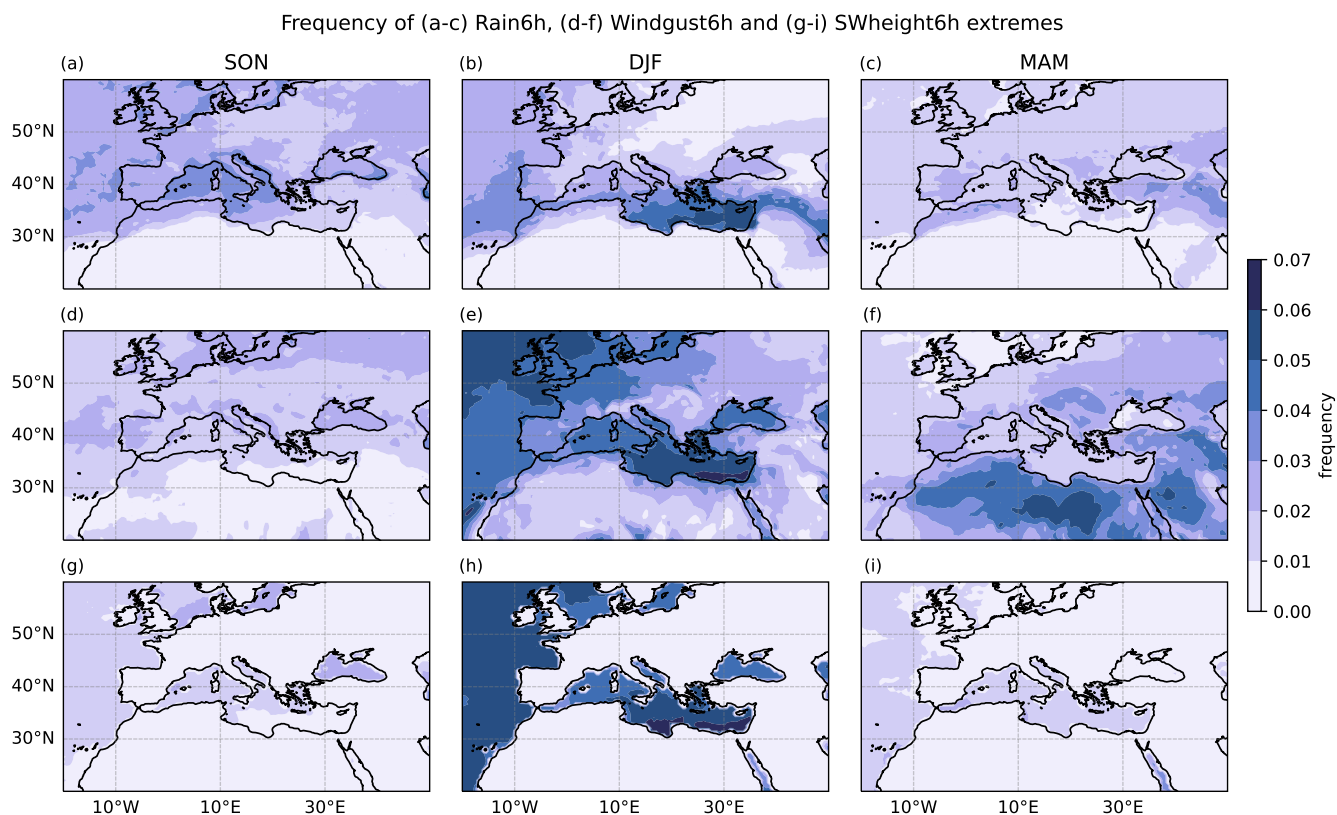 Frequency of (a-c) Rain6h, (d-f) Windgust6h and (g-i) SWheight6h extremes
(a) SON (b) DJF (c) MAM
50°N
40°N
30°N
(d) (e) (f)
50°N
40°N
30°N
(g) (h) (i)
50°N
40°N
30°N
10°W 10°E 30°E 10°W 10°E 30°E 10°W 10°E 30°E
0.07
0.06
0.05
0.04
0.03
0.02
0.01
0.00
frequency